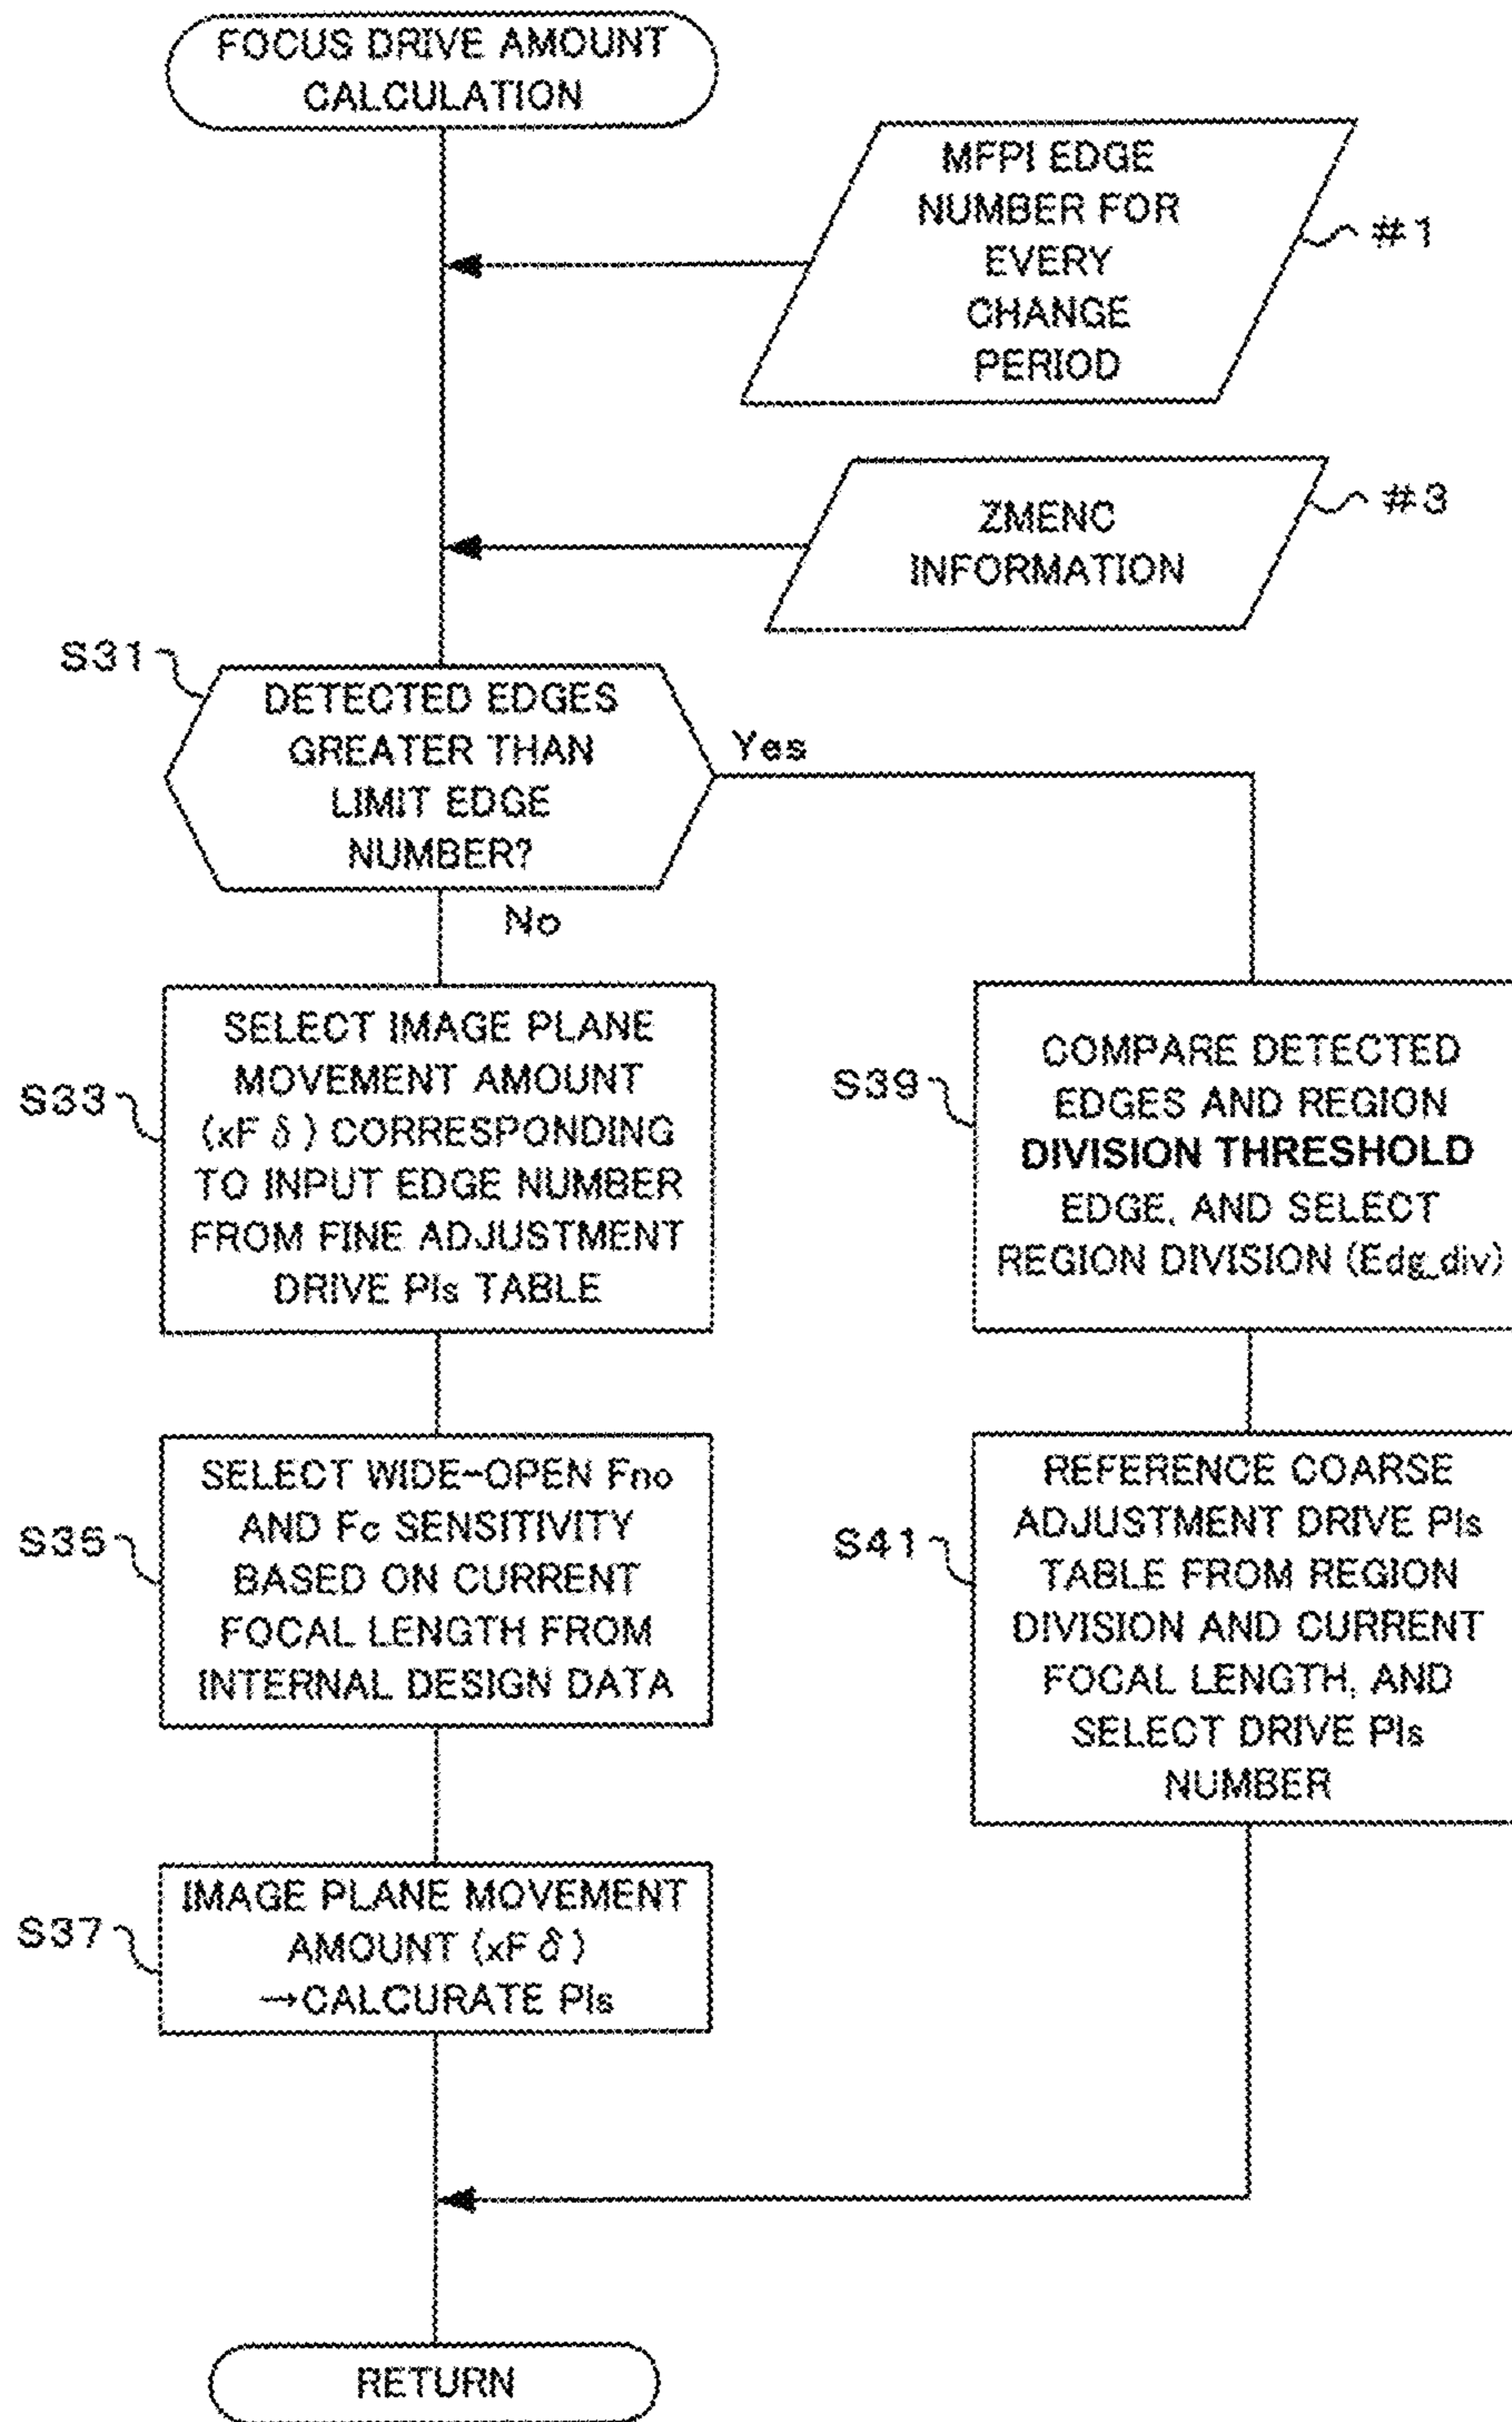 FOCUS DRIVE AMOUNT
CALCULATION
MFPI EDGE
NUMBER FOR
EVERY
CHANGE
PERIOD
#1
ZMENC
INFORMATION
#3
S31
DETECTED EDGES
GREATER THAN
LIMIT EDGE
NUMBER?
Yes
No
S33
SELECT IMAGE PLANE
MOVEMENT AMOUNT
(xF δ) CORRESPONDING
TO INPUT EDGE NUMBER
FROM FINE ADJUSTMENT
DRIVE PIs TABLE
S39
COMPARE DETECTED
EDGES AND REGION
DIVISION THRESHOLD
EDGE, AND SELECT
REGION DIVISION (Edg_div)
S35
SELECT WIDE-OPEN Fno
AND Fc SENSITIVITY
BASED ON CURRENT
FOCAL LENGTH FROM
INTERNAL DESIGN DATA
S41
REFERENCE COARSE
ADJUSTMENT DRIVE PIs
TABLE FROM REGION
DIVISION AND CURRENT
FOCAL LENGTH, AND
SELECT DRIVE PIs
NUMBER
S37
IMAGE PLANE MOVEMENT
AMOUNT (xF δ)
→CALCURATE PIs
RETURN